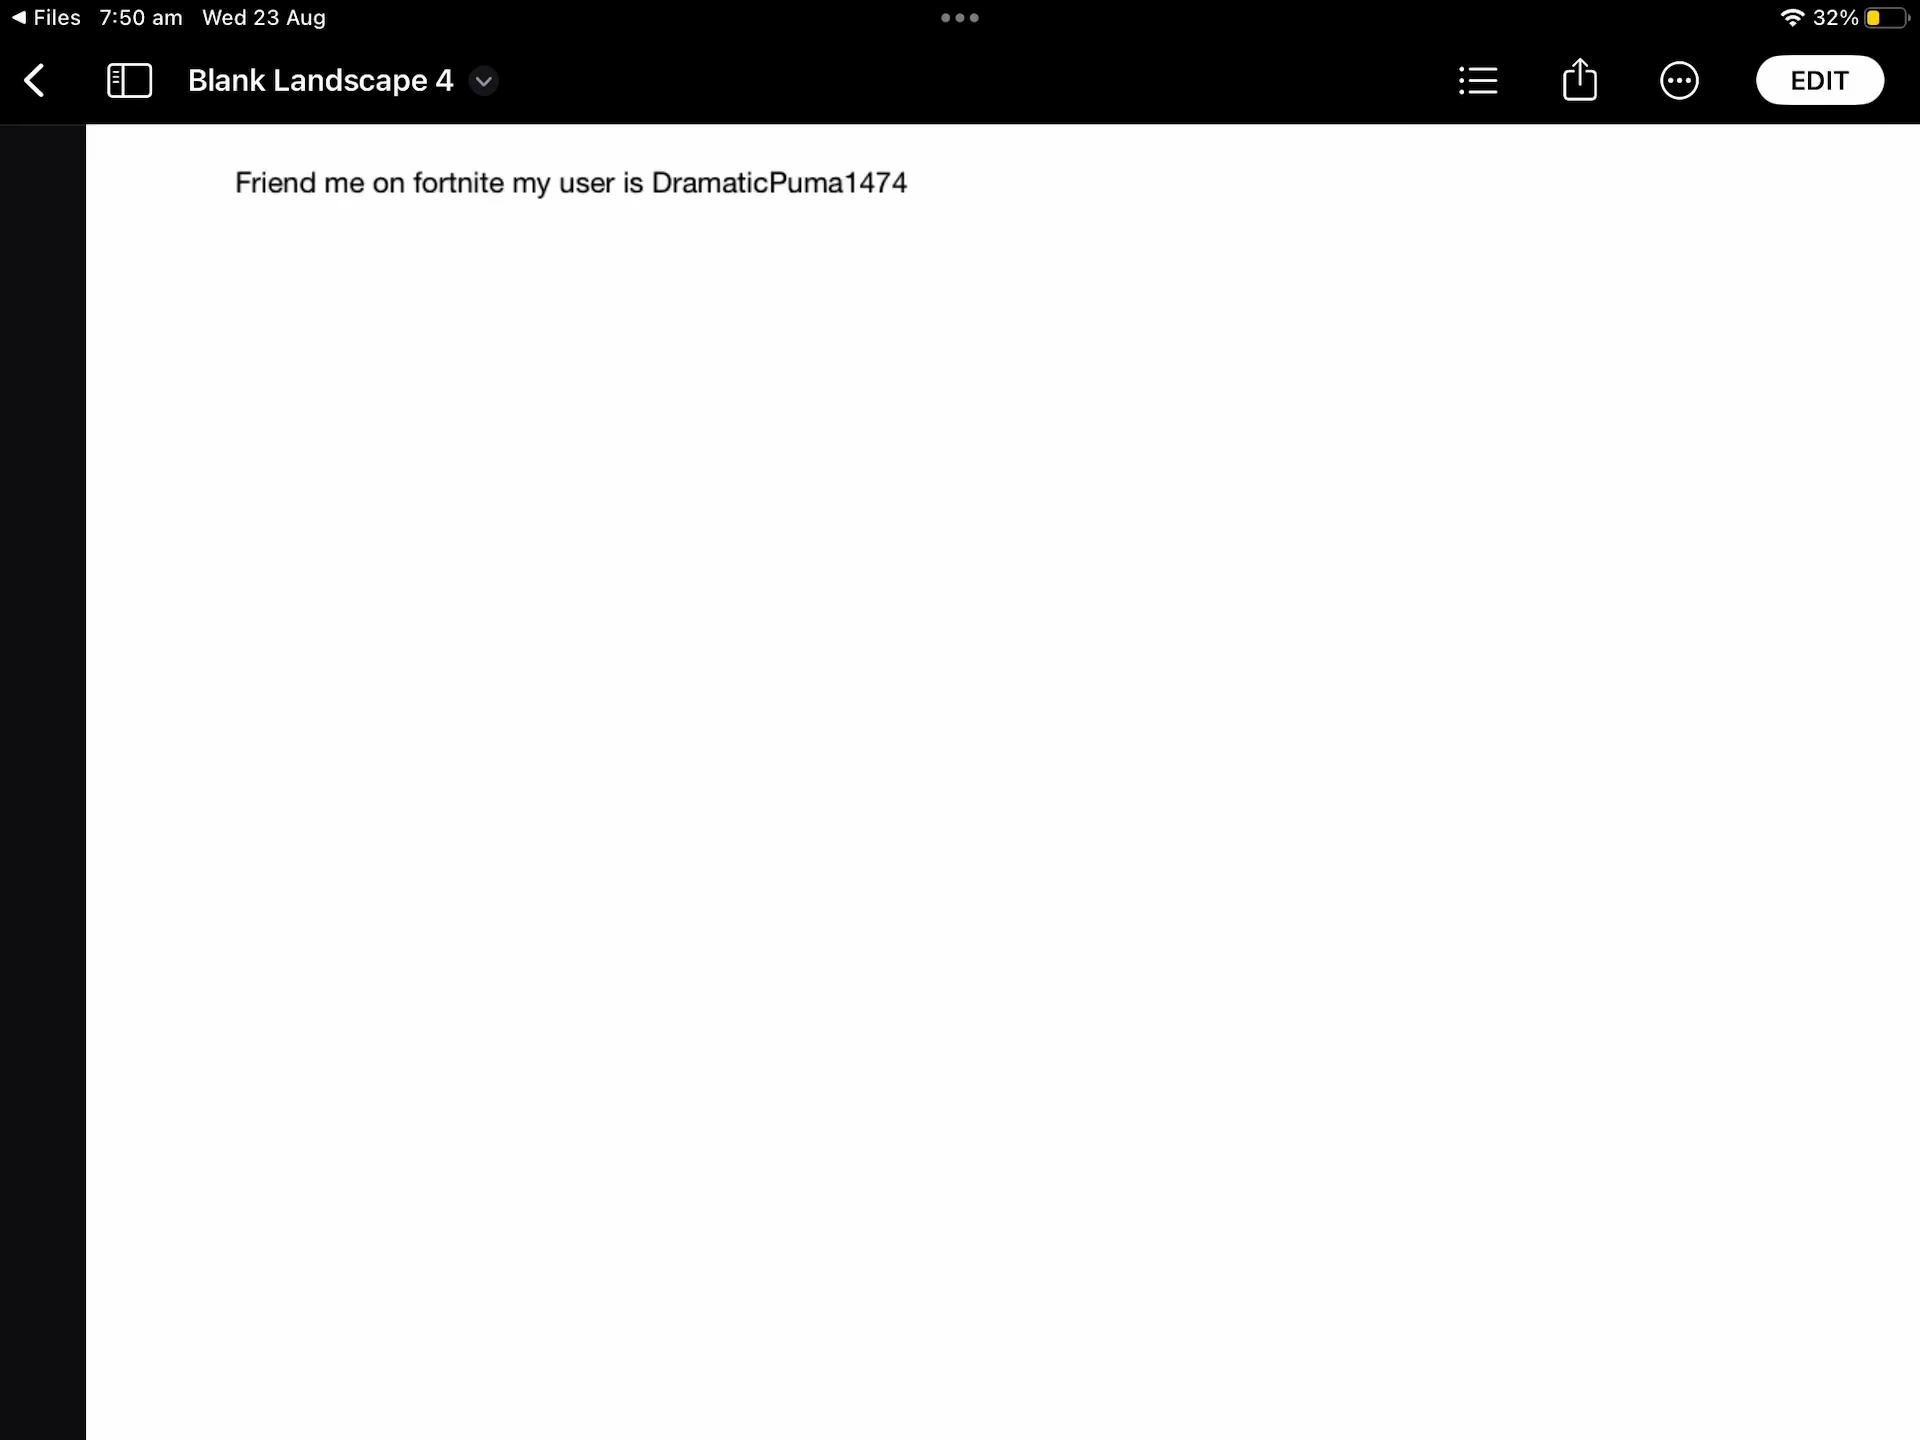 Files 7:50 am Wed 23 Aug 32%
Blank Landscape 4 EDIT
Friend me on fortnite my user is DramaticPuma1474